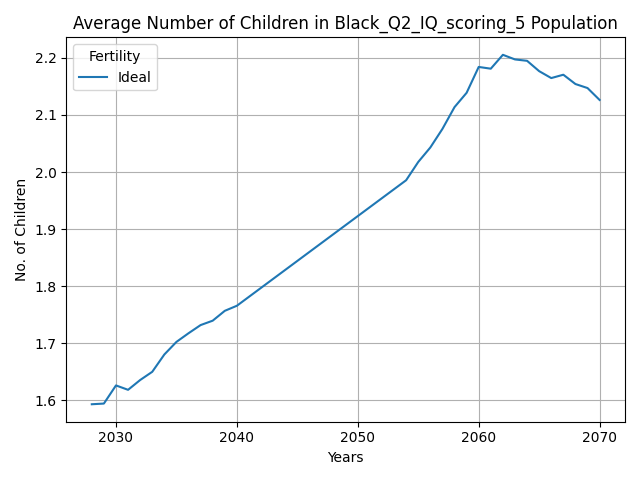 Average Number of Children in Black_Q2_IQ_scoring_5 Population
Fertility
Ideal
No. of Children
2.2
2.1
2.0
1.9
1.8
1.7
1.6
2030 2040 2050 2060 2070
Years